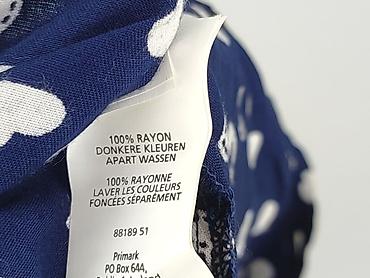 100% RAYON
DONKERE KLEUREN
APART WASSEN
100% RAYONNE
LAVER LES COULEURS
FONCÉES SÉPARÉMENT
88189 51
Primark
PO Box 644,